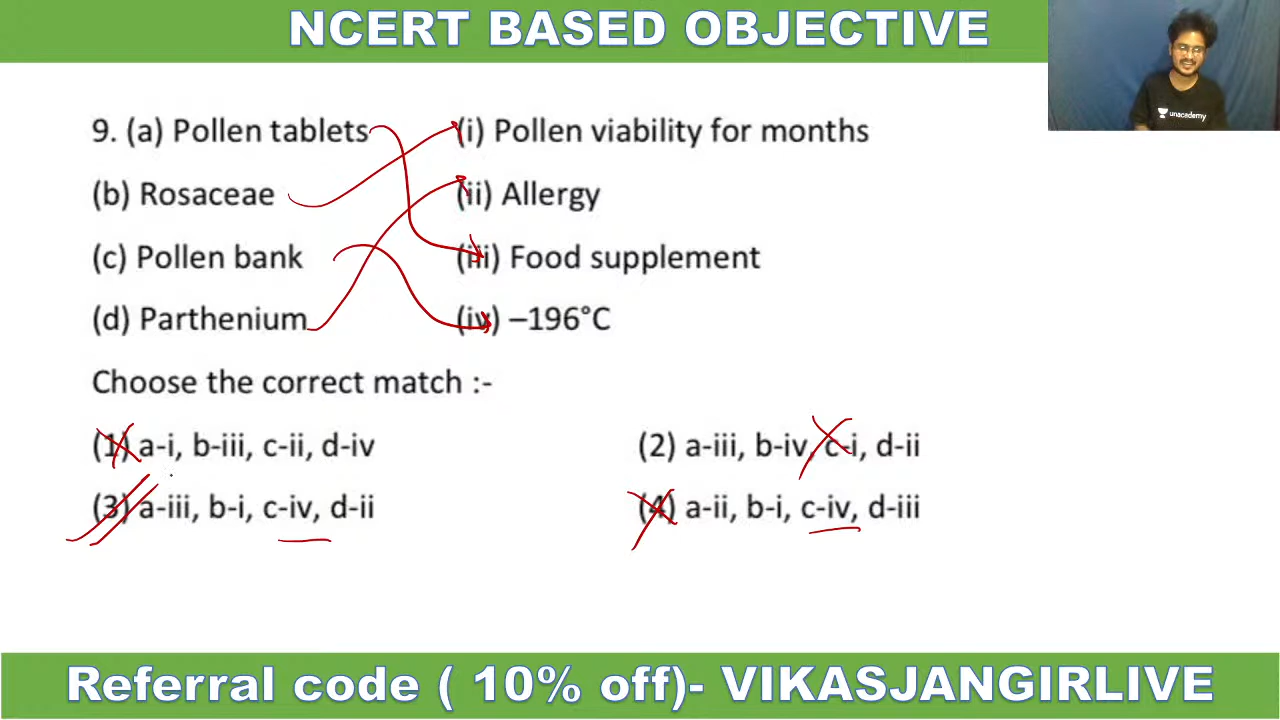 NCERT BASED OBJECTIVE
unacademy
9. (a) Pollen tablets (i) Pollen viability for months
(b) Rosaceae (ii) Allergy
(c) Pollen bank (iii) Food supplement
(d) Parthenium (iv) –196°C
Choose the correct match :-
(1) a-i, b-iii, c-ii, d-iv (2) a-iii, b-iv, c-i, d-ii
(3) a-iii, b-i, c-iv, d-ii (4) a-ii, b-i, c-iv, d-iii
Referral code ( 10% off)- VIKASJANGIRLIVE